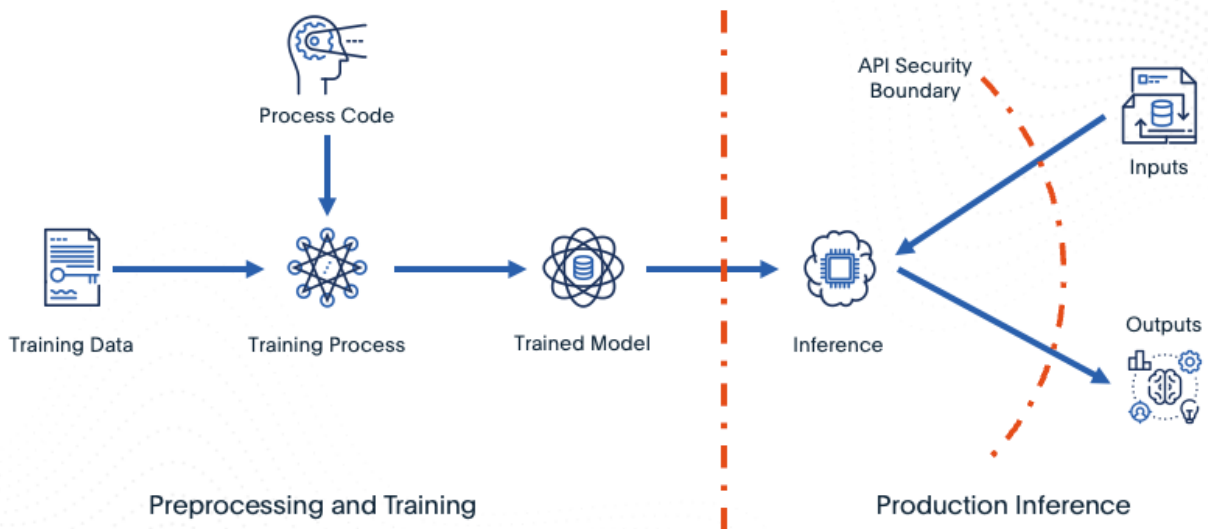 Process Code
API Security
Boundary
Inputs
Training Data
Training Process
Trained Model
Inference
Outputs
Preprocessing and Training
Production Inference